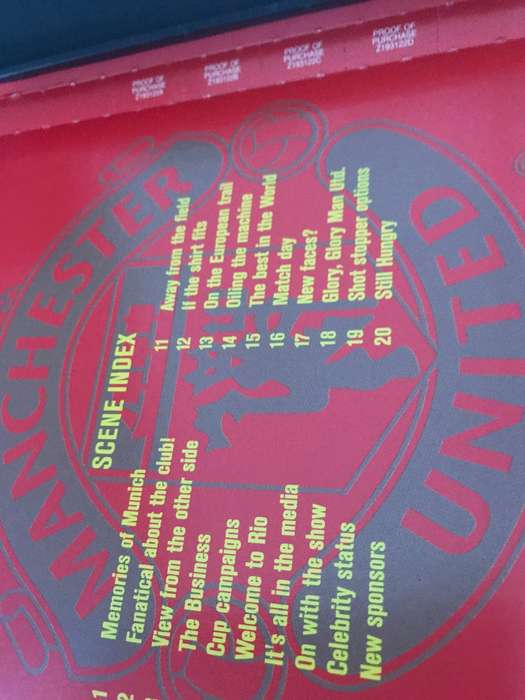 PROOF OF
PURCHASE
PROOF OF
PURCHASE
PROOF OF
PURCHASE
Z193122C
PROOF OF
PURCHASE
Z193122D
MANCHESTER
UNITED
SCENE INDEX
1 Memories of Munich
2 Fanatical about the club!
View from the other side
The Business
Cup campaigns
Welcome to Rio
It's all in the media
On with the show
Celebrity status
New sponsors
11 Away from the field
12 If the shirt fits
13 On the European trail
14 Oiling the machine
15 The best in the World
16 Match day
17 New faces?
18 Glory, Glory Man Utd.
19 Shot stopper options
20 Still Hungry